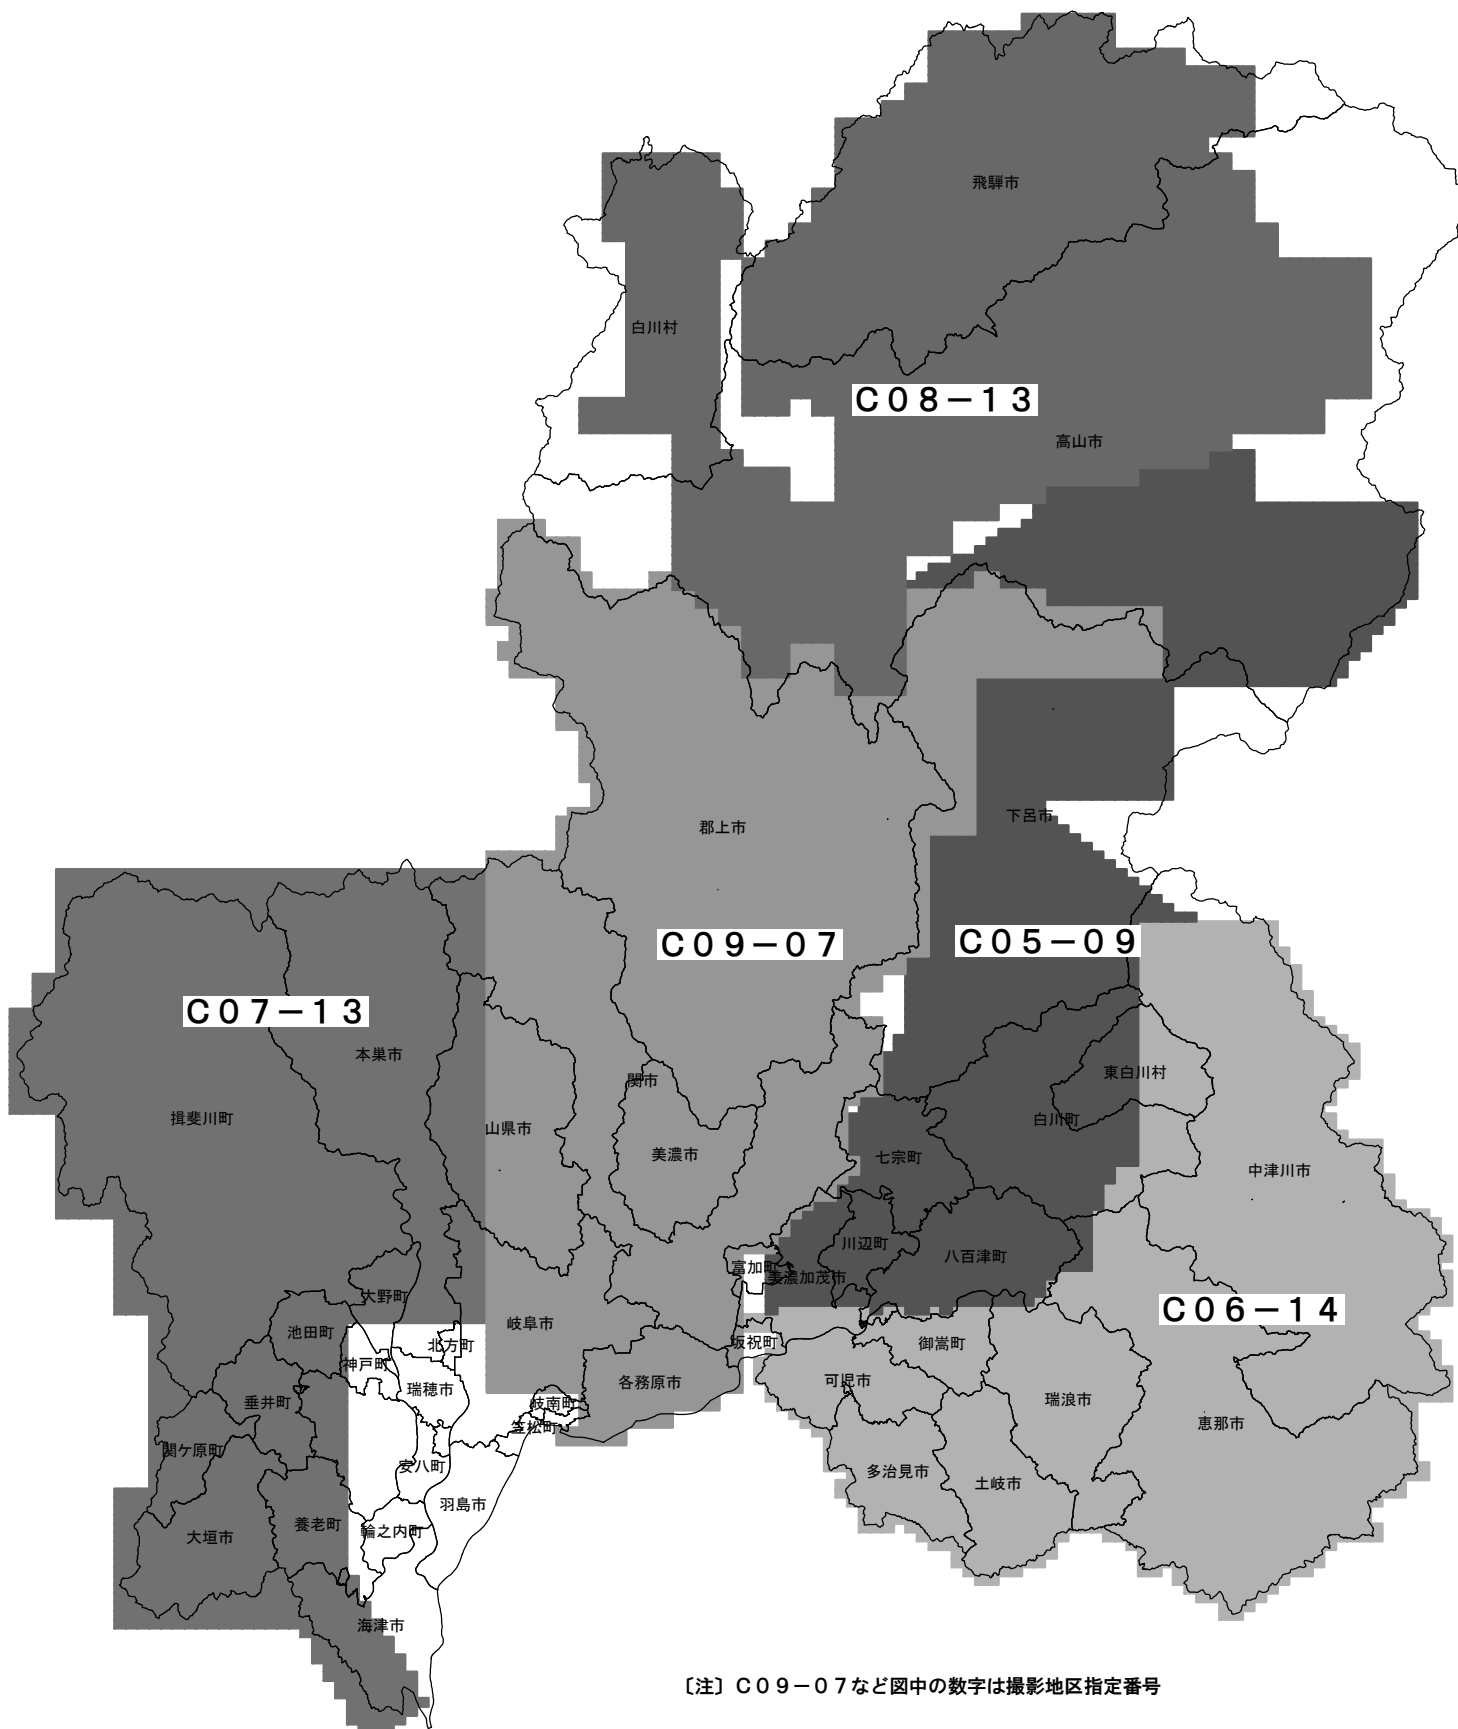 飛騨市
白川村
Ｃ０８－１３
高山市
下呂市
郡上市
Ｃ０９－０７
Ｃ０５－０９
Ｃ０７－１３
本巣市
東白川村
関市
揖斐川町
山県市
白川町
美濃市
七宗町
中津川市
川辺町
八百津町
富加町
美濃加茂市
大野町
Ｃ０６－１４
池田町
岐阜市
北方町
坂祝町
御嵩町
神戸町
瑞穂市
各務原市
可児市
垂井町
岐南町
瑞浪市
笠松町
恵那市
関ケ原町
安八町
多治見市
土岐市
羽島市
養老町
輪之内町
大垣市
海津市
〔注〕Ｃ０９－０７など図中の数字は撮影地区指定番号